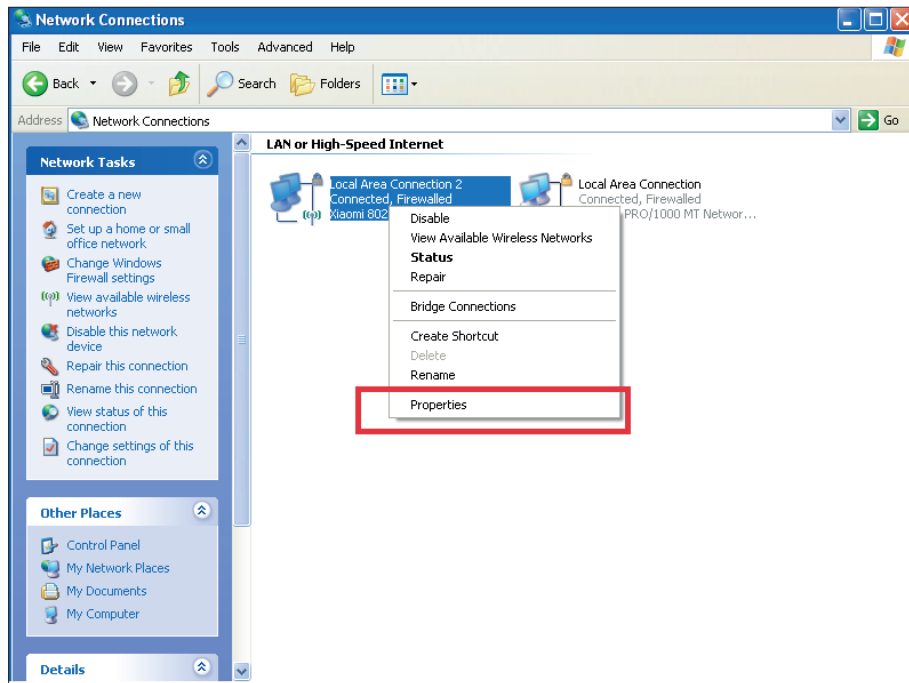 Network Connections
File Edit View Favorites Tools Advanced Help
Back Search Folders
Address Network Connections Go
LAN or High-Speed Internet
Network Tasks
Create a new
connection
Set up a home or small
office network
Change Windows
Firewall settings
View available wireless
networks
Disable this network
device
Repair this connection
Rename this connection
View status of this
connection
Change settings of this
connection
Other Places
Control Panel
My Network Places
My Documents
My Computer
Details
Local Area Connection 2
Connected, Firewalled
Xiaomi 802
Local Area Connection
Connected, Firewalled
PRO/1000 MT Networ...
Disable
View Available Wireless Networks
Status
Repair
Bridge Connections
Create Shortcut
Delete
Rename
Properties